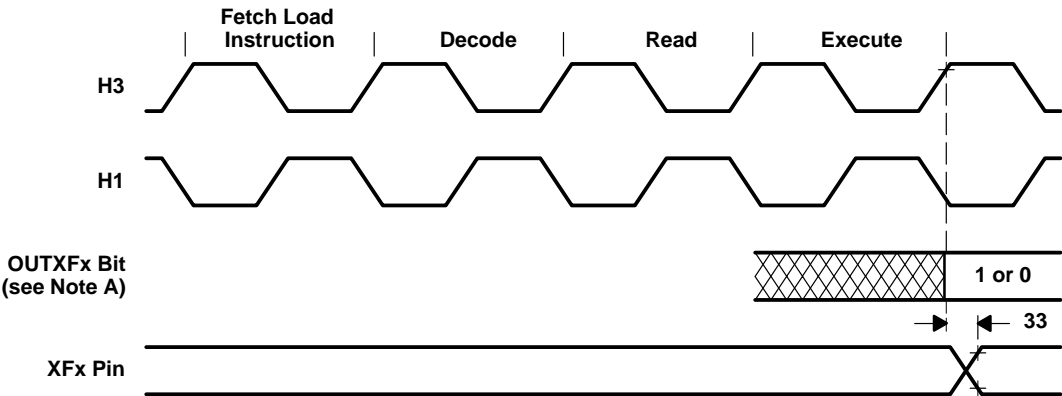 Fetch Load
Instruction
Decode
Read
Execute
H3
H1
OUTXFx Bit
(see Note A)
1 or 0
33
XFx Pin